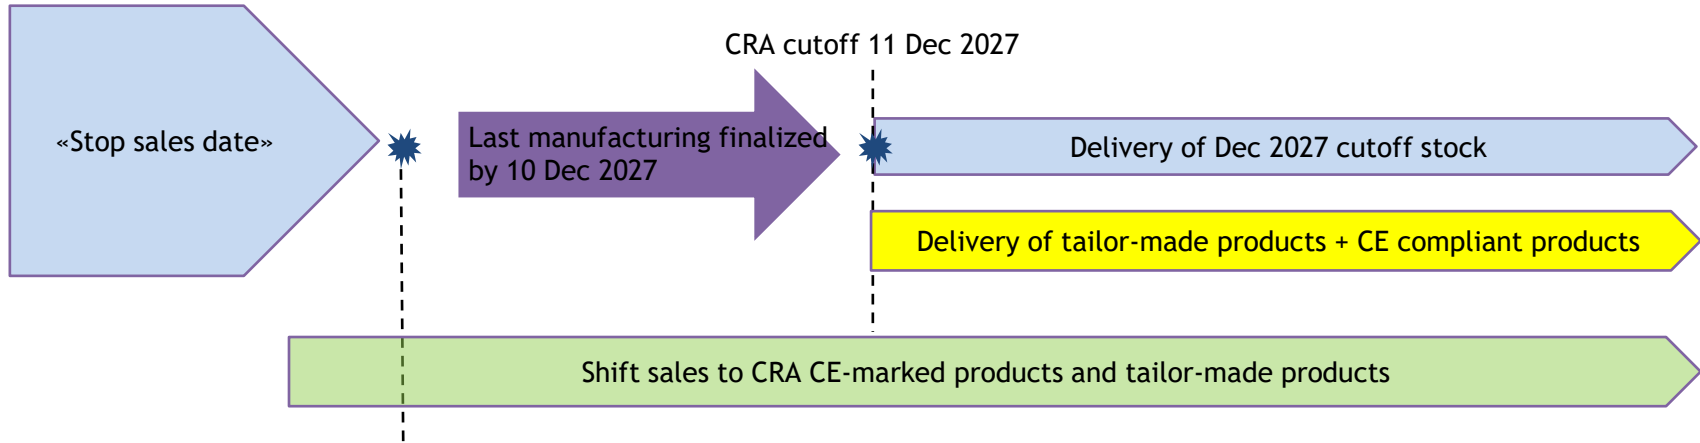 CRA cutoff 11 Dec 2027
«Stop sales date»
Last manufacturing finalized
by 10 Dec 2027
Delivery of Dec 2027 cutoff stock
Delivery of tailor-made products + CE compliant products
Shift sales to CRA CE-marked products and tailor-made products